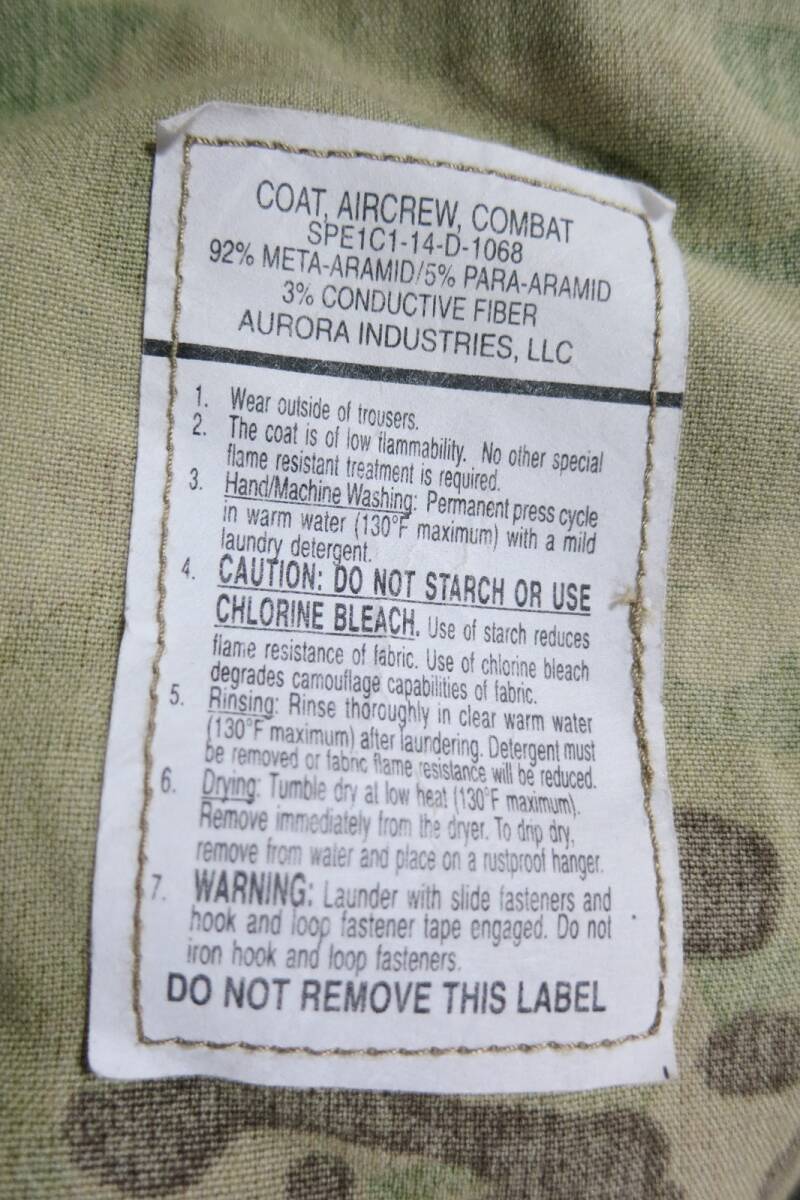 COAT, AIRCREW, COMBAT
SPE1C1-14-D-1068
92% META-ARAMID/5% PARA-ARAMID
3% CONDUCTIVE FIBER
AURORA INDUSTRIES, LLC
1. Wear outside of trousers.
2. The coat is of low flammability. No other special
flame resistant treatment is required.
3. Hand/Machine Washing: Permanent press cycle
in warm water (130°F maximum) with a mild
laundry detergent.
4. CAUTION: DO NOT STARCH OR USE
CHLORINE BLEACH. Use of starch reduces
flame resistance of fabric. Use of chlorine bleach
degrades camouflage capabilities of fabric.
5. Rinsing: Rinse thoroughly in clear warm water
(130°F maximum) after laundering. Detergent must
be removed or fabric flame resistance will be reduced.
6. Drying: Tumble dry at low heat (130°F maximum).
Remove immediately from the dryer. To drip dry,
remove from water and place on a rustproof hanger.
7. WARNING: Launder with slide fasteners and
hook and loop fastener tape engaged. Do not
iron hook and loop fasteners.
DO NOT REMOVE THIS LABEL